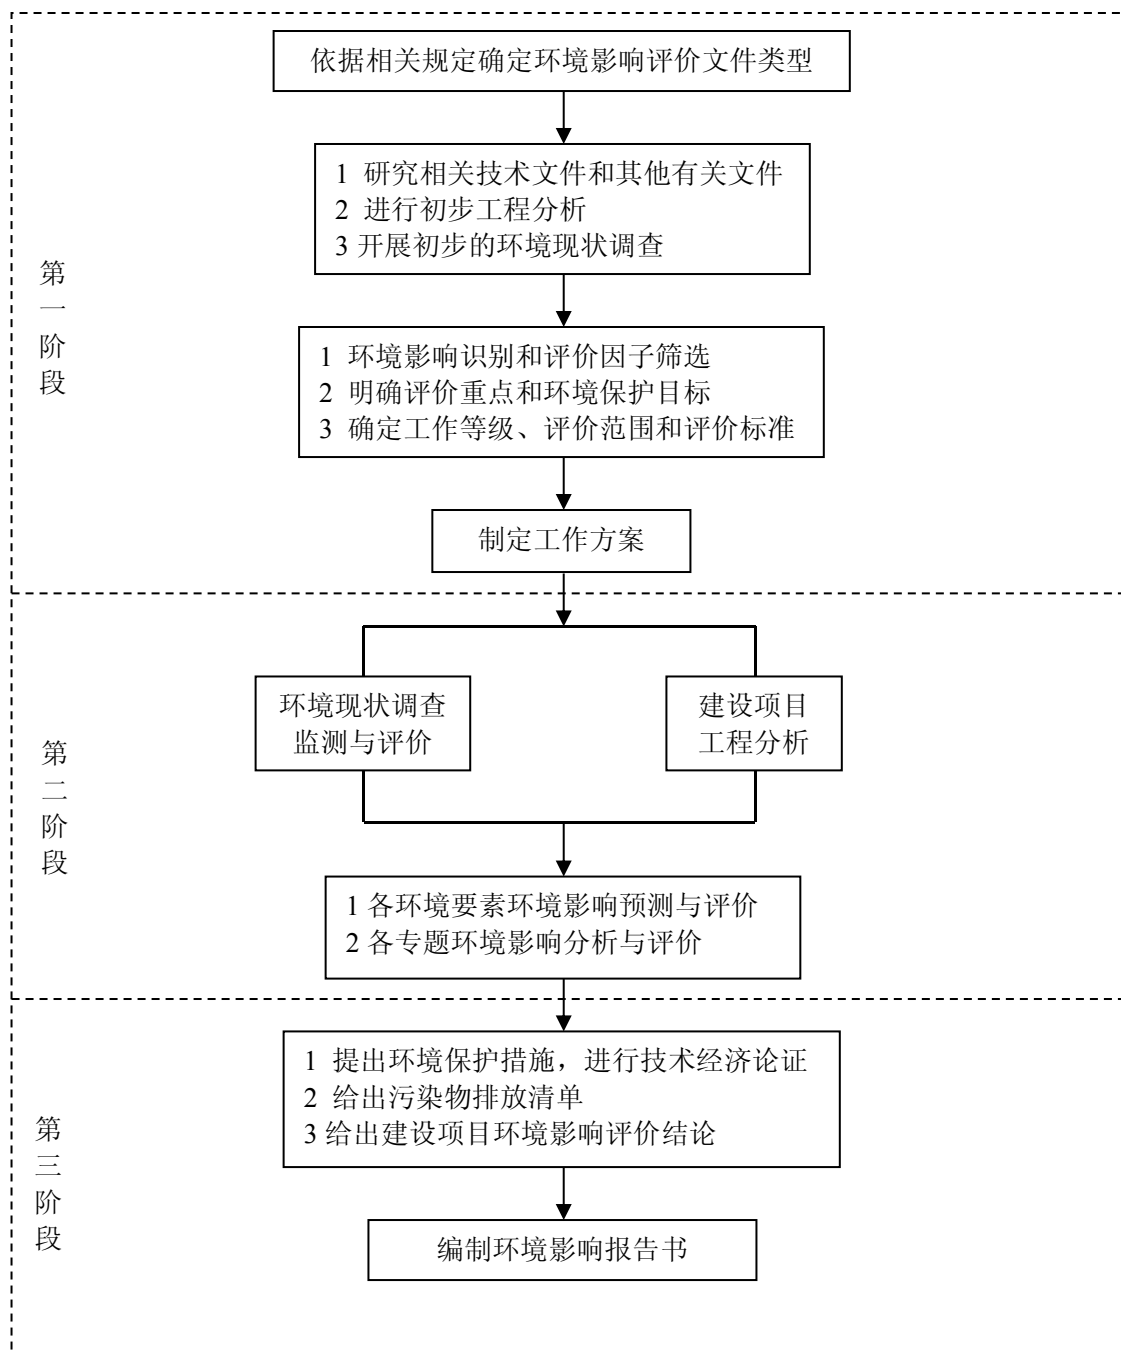 依据相关规定确定环境影响评价文件类型
1 研究相关技术文件和其他有关文件
2 进行初步工程分析
3 开展初步的环境现状调查
第一阶段
1 环境影响识别和评价因子筛选
2 明确评价重点和环境保护目标
3 确定工作等级、评价范围和评价标准
制定工作方案
环境现状调查
监测与评价
建设项目
工程分析
第二阶段
1 各环境要素环境影响预测与评价
2 各专题环境影响分析与评价
1 提出环境保护措施，进行技术经济论证
2 给出污染物排放清单
3 给出建设项目环境影响评价结论
第三阶段
编制环境影响报告书